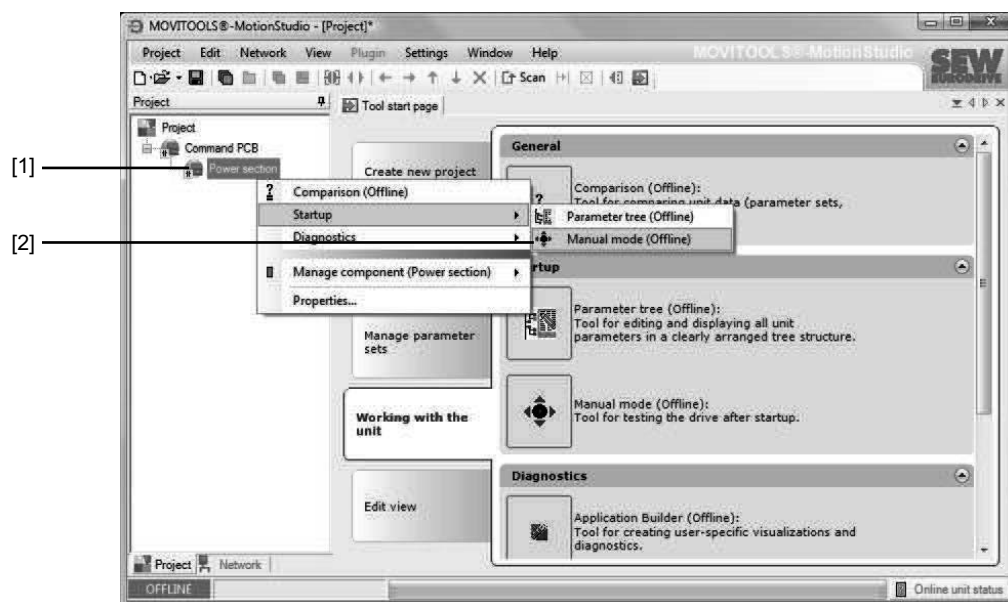 MOVITOOLS®-MotionStudio - [Project]*
Project Edit Network View Plugin Settings Window Help
MOVITOOLS®-MotionStudio
SEW
EURODRIVE
Scan
Project
Tool start page
Project
Command PCB
[1]
Power section
Create new project
General
? Comparison (Offline)
Startup
Diagnostics
Manage component (Power section)
Properties...
Comparison (Offline):
Tool for comparing unit data (parameter sets,
Parameter tree (Offline)
[2]
Manual mode (Offline)
rtup
Parameter tree (Offline):
Tool for editing and displaying all unit
parameters in a clearly arranged tree structure.
Manage parameter
sets
Manual mode (Offline):
Tool for testing the drive after startup.
Working with the
unit
Diagnostics
Edit view
Application Builder (Offline):
Tool for creating user-specific visualizations and
diagnostics.
Project Network
OFFLINE
Online unit status